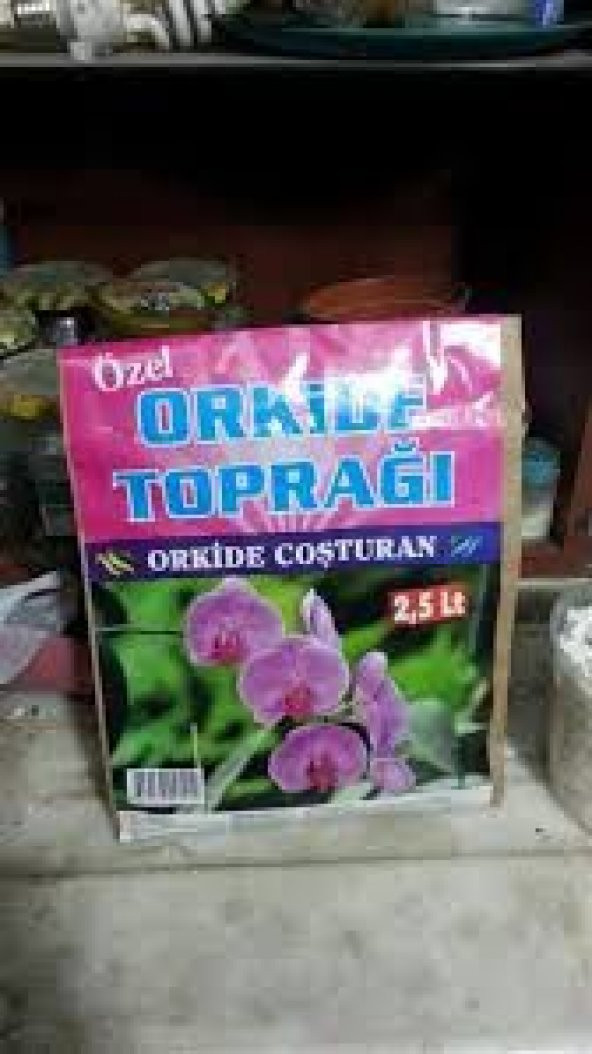 Özel
ORKİDE
TOPRAĞI
ORKİDE COŞTURAN
2,5 Lt